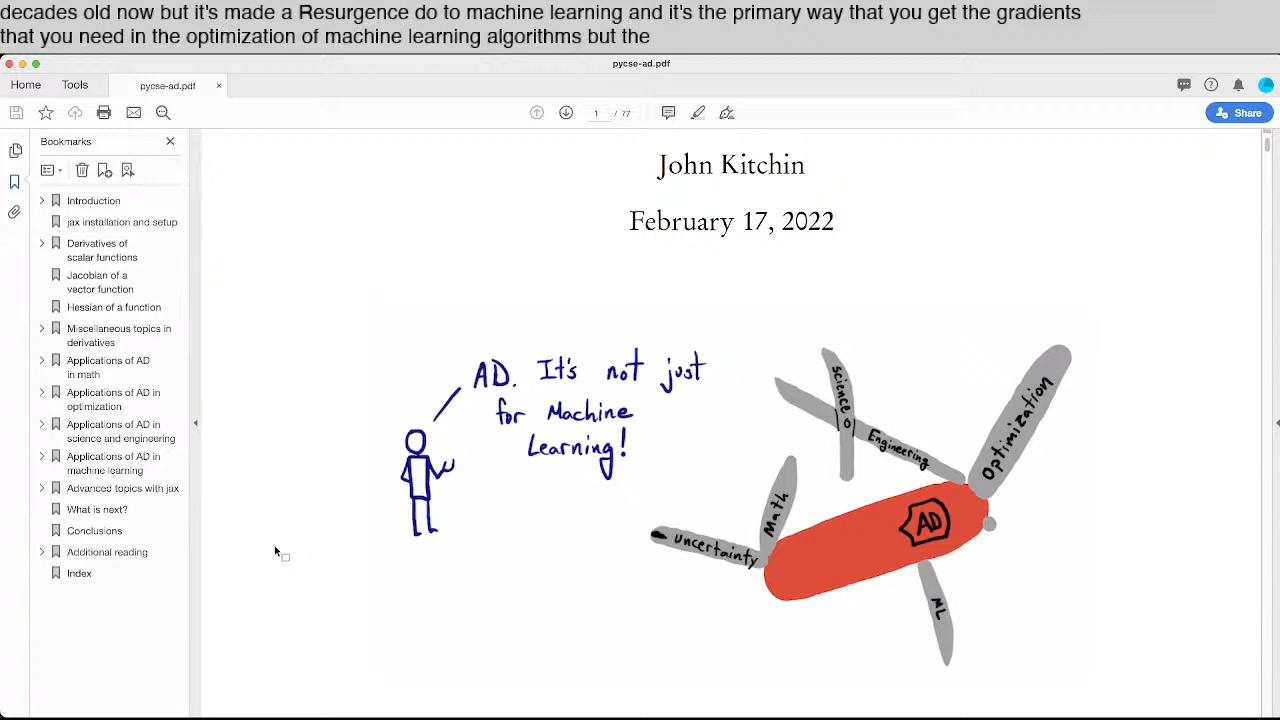 decades old now but it's made a Resurgence do to machine learning and it's the primary way that you get the gradients
that you need in the optimization of machine learning algorithms but the
pycse-ad.pdf
Home
Tools
pycse-ad.pdf
×
1 / 77
Share
Bookmarks
Introduction
jax installation and setup
Derivatives of
scalar functions
Jacobian of a
vector function
Hessian of a function
Miscellaneous topics in
derivatives
Applications of AD
in math
Applications of AD in
optimization
Applications of AD in
science and engineering
Applications of AD in
machine learning
Advanced topics with jax
What is next?
Conclusions
Additional reading
Index
John Kitchin
February 17, 2022
AD. It's not just
for Machine
Learning!
science
Engineering
Optimization
Math
uncertainty
AD
ML